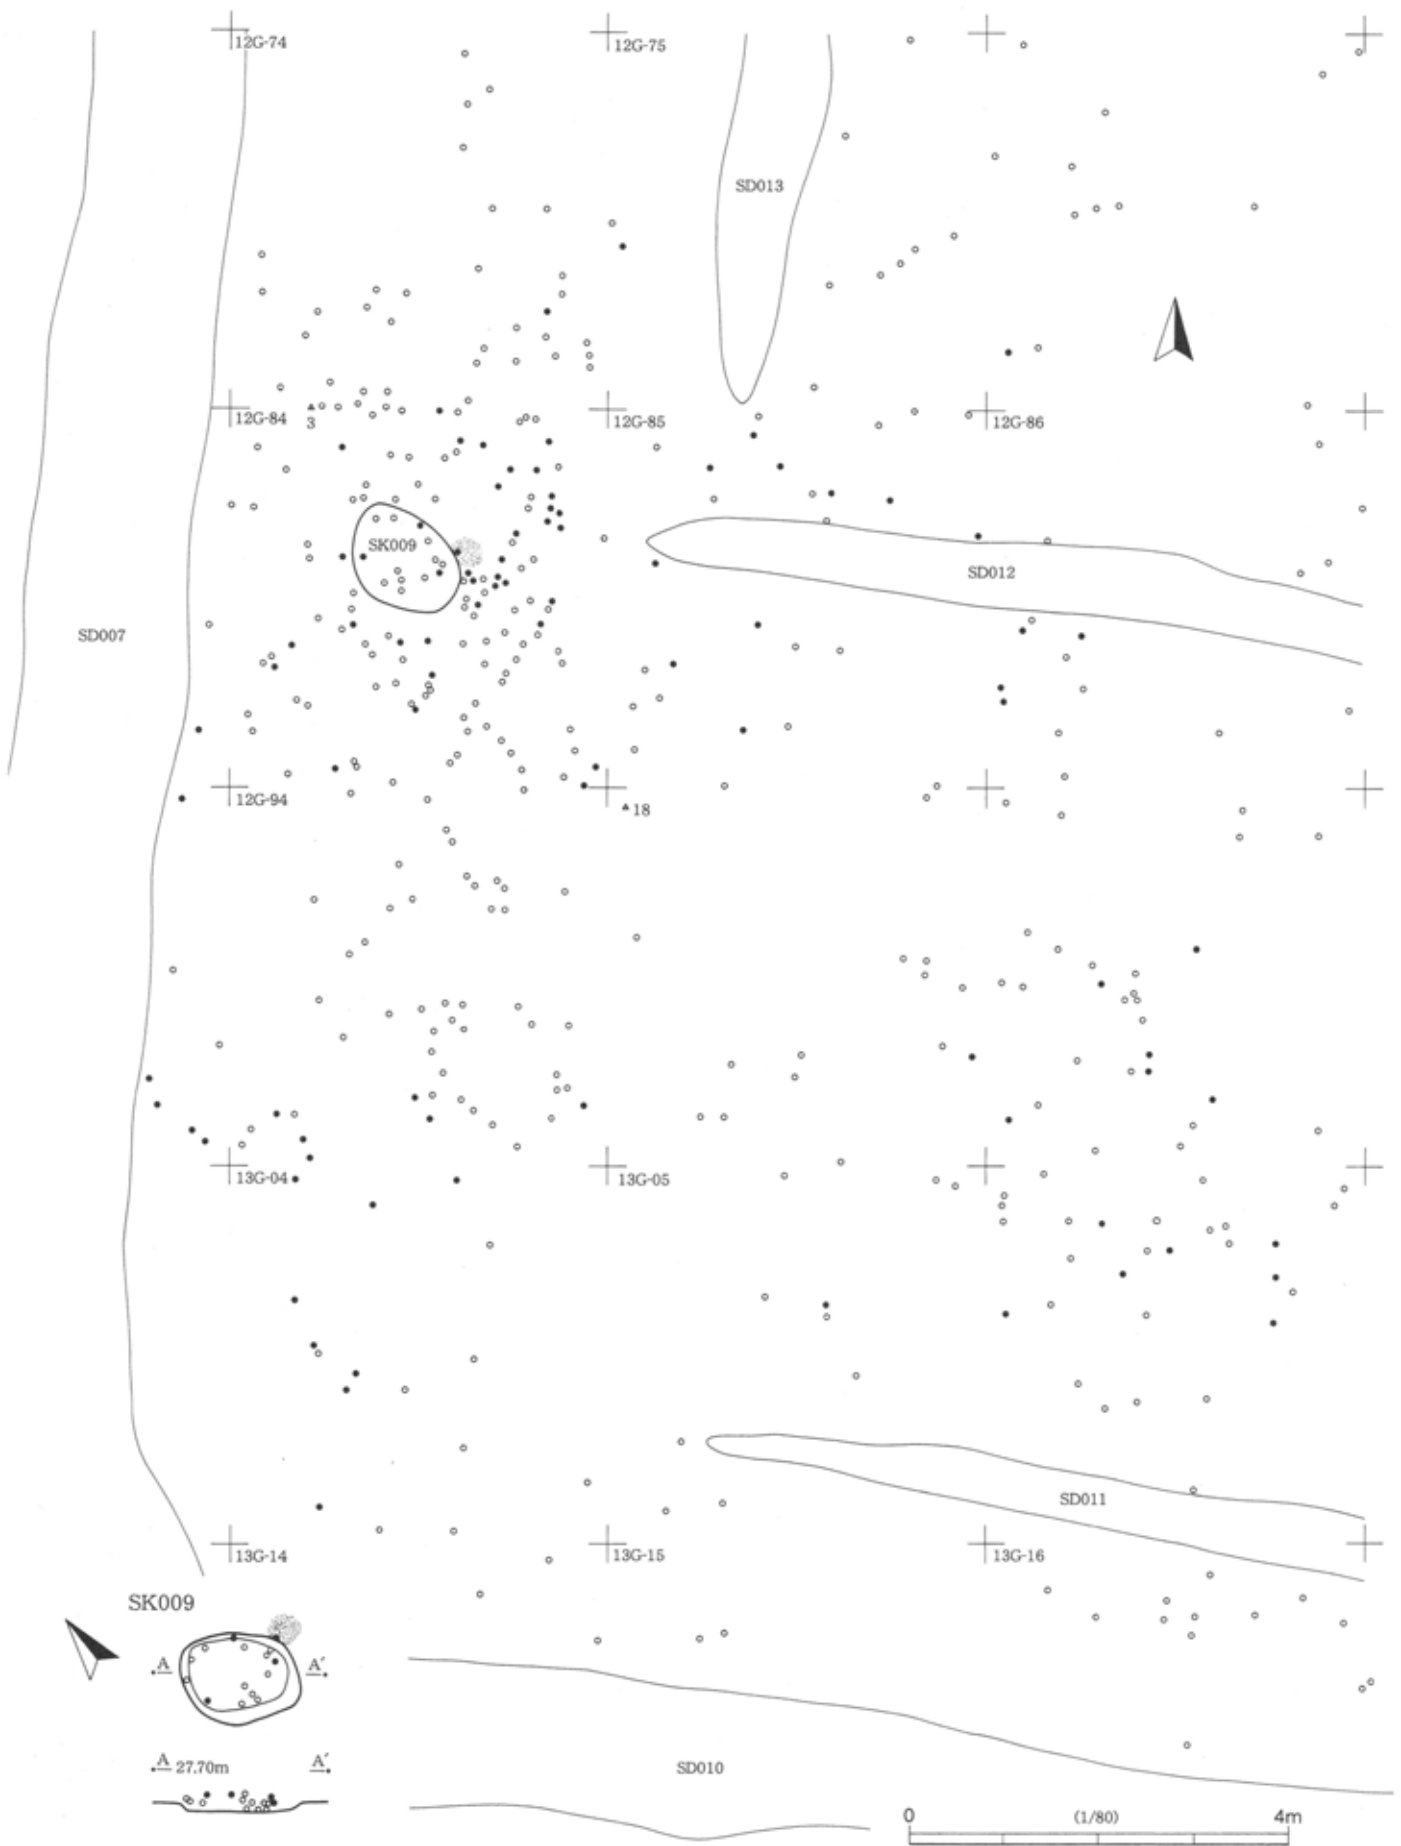 12G-74
12G-75
SD013
12G-84
3
12G-85
12G-86
SK009
SD012
SD007
12G-94
18
13G-04
13G-05
SD011
13G-14
13G-15
13G-16
SK009
A A′
A 27.70m A′
SD010
0 (1/80) 4m